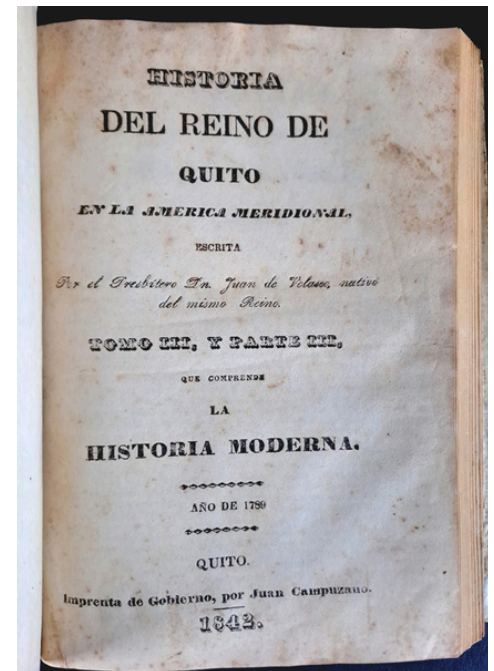 HISTORIA
DEL REINO DE
QUITO
EN LA AMERICA MERIDIONAL,
ESCRITA
Por el Presbitero Dn. Juan de Velasco, nativo
del mismo Reino.
TOMO III, Y PARTE III,
QUE COMPRENDE
LA
HISTORIA MODERNA.
AÑO DE 1789
QUITO.
Imprenta de Gobierno, por Juan Campuzano.
1842.